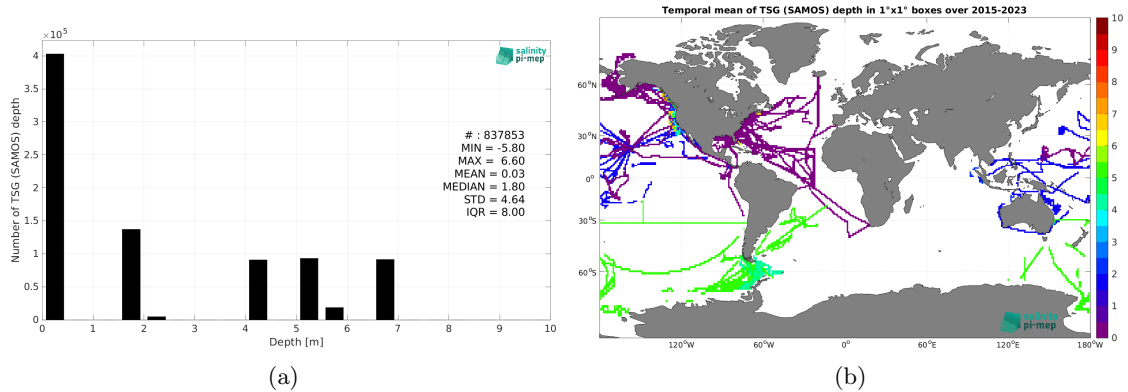 ×10⁵
4
3.5
3
2.5
2
1.5
1
0.5
0
Number of TSG (SAMOS) depth
salinity
pi-mep
# : 837853
MIN = -5.80
MAX = 6.60
MEAN = 0.03
MEDIAN = 1.80
STD = 4.64
IQR = 8.00
0 1 2 3 4 5 6 7 8 9 10
Depth [m]
(a)
Temporal mean of TSG (SAMOS) depth in 1°x1° boxes over 2015-2023
60°N
30°N
0°
30°S
60°S
120°W 60°W 0° 60°E 120°E 180°W
salinity
pi-mep
10
9
8
7
6
5
4
3
2
1
0
(b)